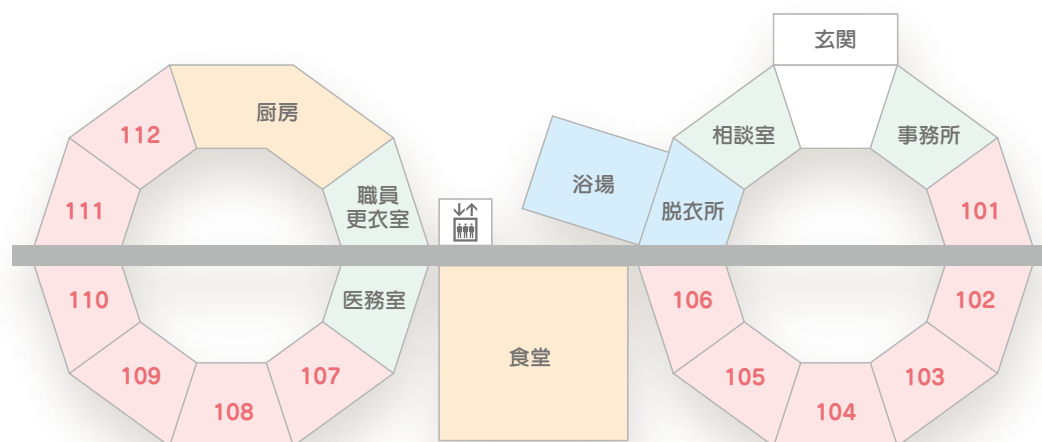 玄関
厨房
112
相談室
事務所
浴場
職員
更衣室
111
脱衣所
101
110
医務室
106
102
食堂
109
107
105
103
108
104